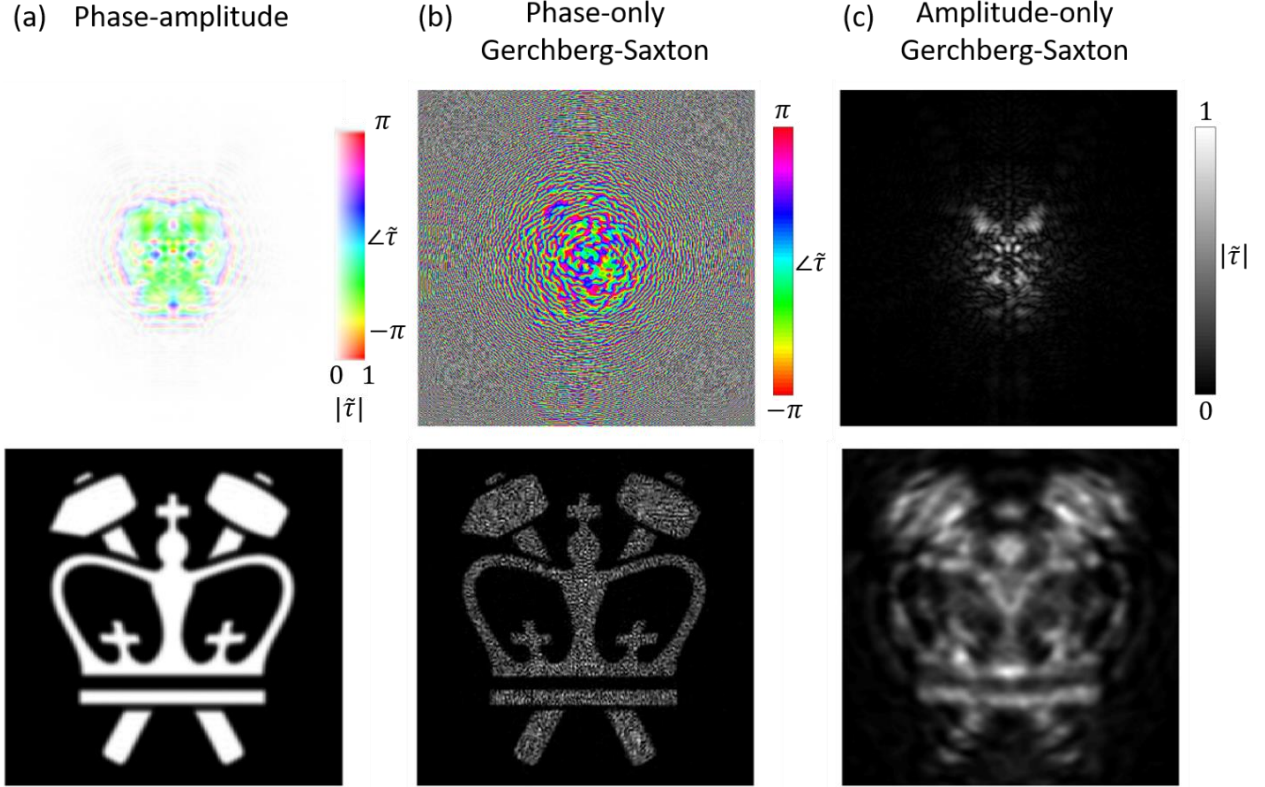 (a) Phase-amplitude
(b) Phase-only
Gerchberg-Saxton
(c) Amplitude-only
Gerchberg-Saxton
π
∠τ̃
−π
0 1
|τ̃|
π
∠τ̃
−π
1
|τ̃|
0